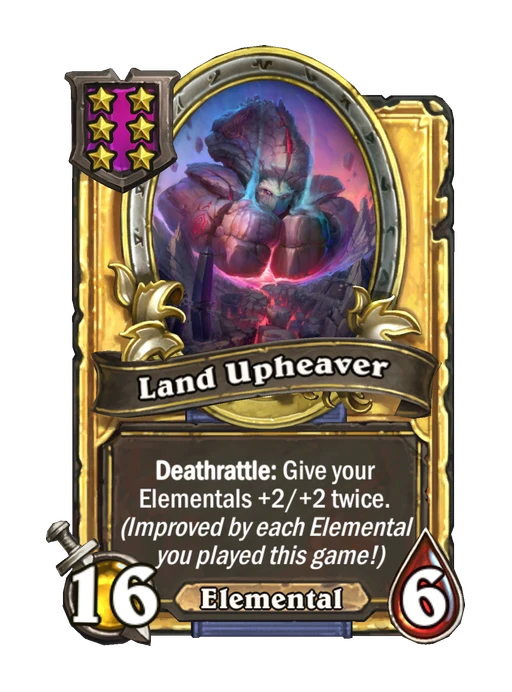 Land Upheaver
Deathrattle: Give your
Elementals +2/+2 twice.
(Improved by each Elemental
you played this game!)
16
Elemental
6